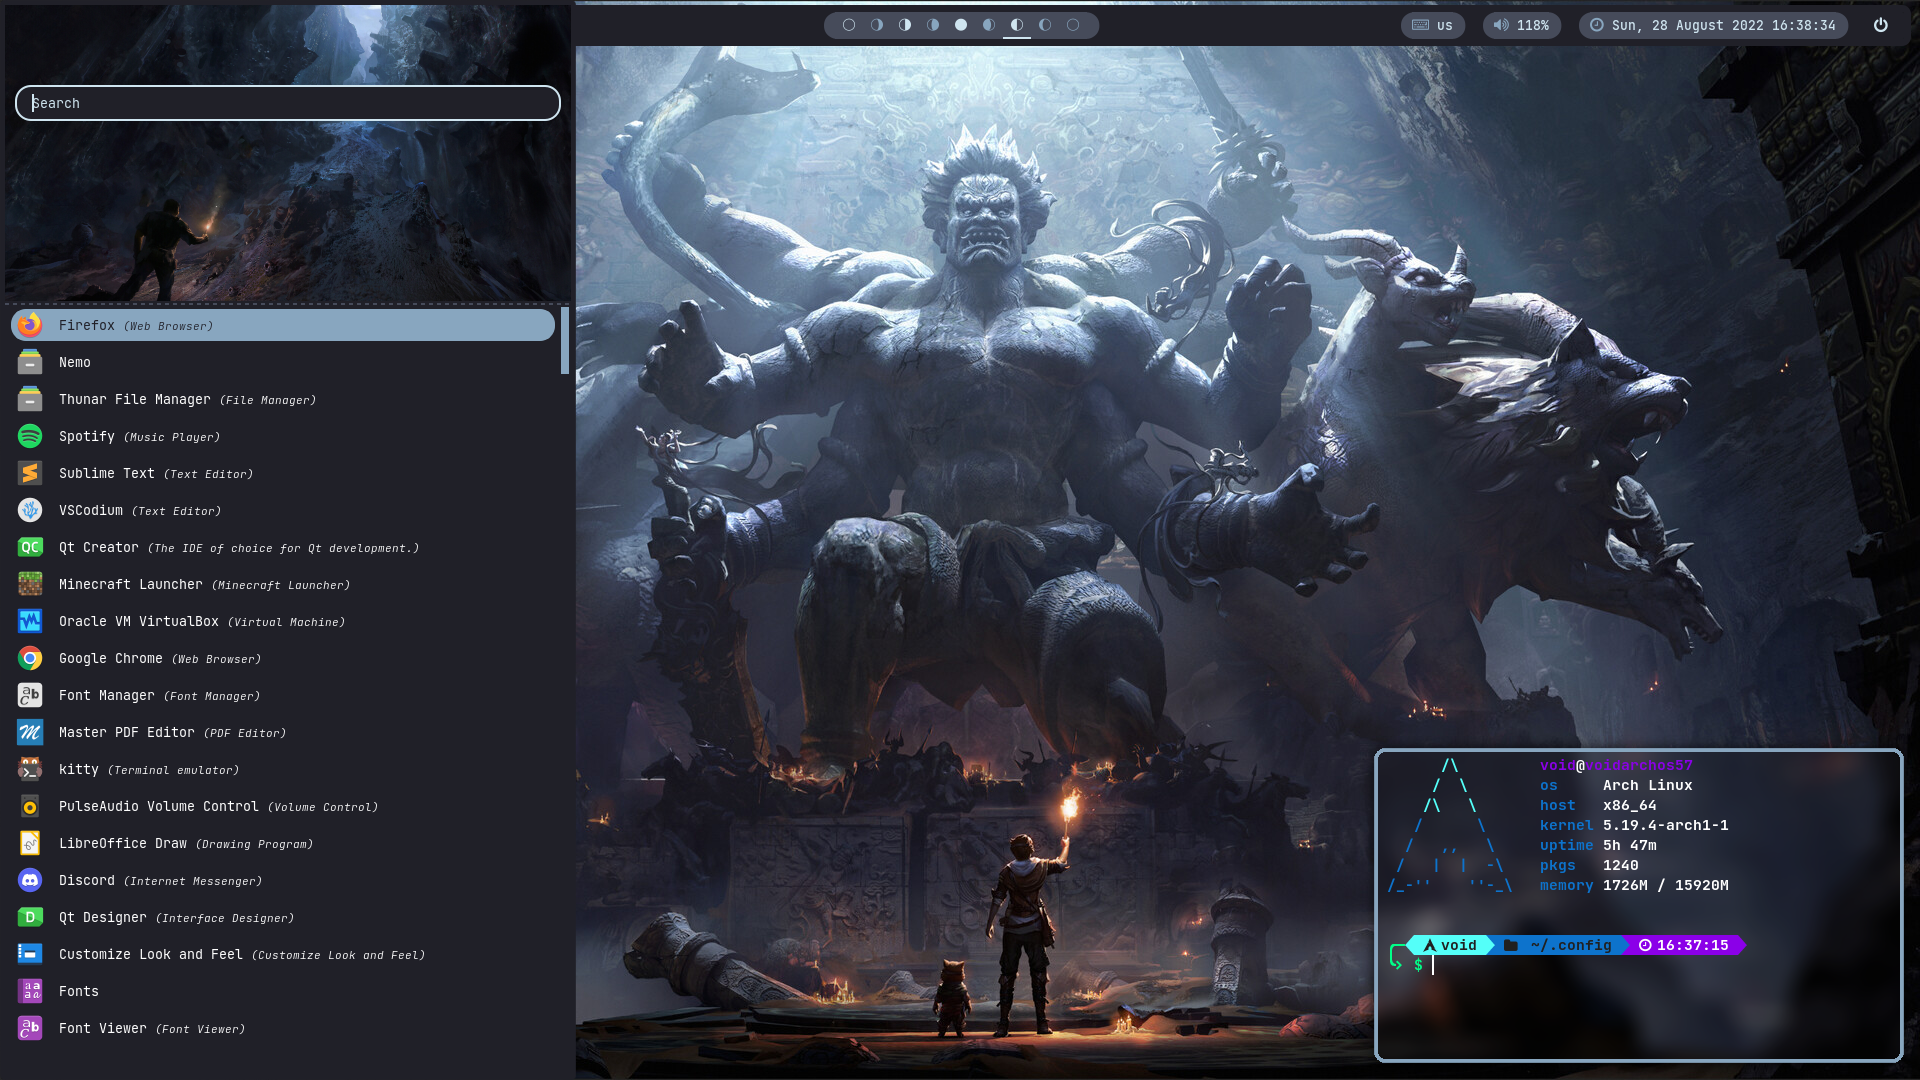 us
118%
Sun, 28 August 2022 16:38:34
Search
Firefox (Web Browser)
Nemo
Thunar File Manager (File Manager)
Spotify (Music Player)
Sublime Text (Text Editor)
VSCodium (Text Editor)
Qt Creator (The IDE of choice for Qt development.)
Minecraft Launcher (Minecraft Launcher)
Oracle VM VirtualBox (Virtual Machine)
Google Chrome (Web Browser)
Font Manager (Font Manager)
Master PDF Editor (PDF Editor)
kitty (Terminal emulator)
PulseAudio Volume Control (Volume Control)
LibreOffice Draw (Drawing Program)
Discord (Internet Messenger)
Qt Designer (Interface Designer)
Customize Look and Feel (Customize Look and Feel)
Fonts
Font Viewer (Font Viewer)
void@voidarchos57
os Arch Linux
host x86_64
kernel 5.19.4-arch1-1
uptime 5h 47m
pkgs 1240
memory 1726M / 15920M
void ~/.config 16:37:15
$